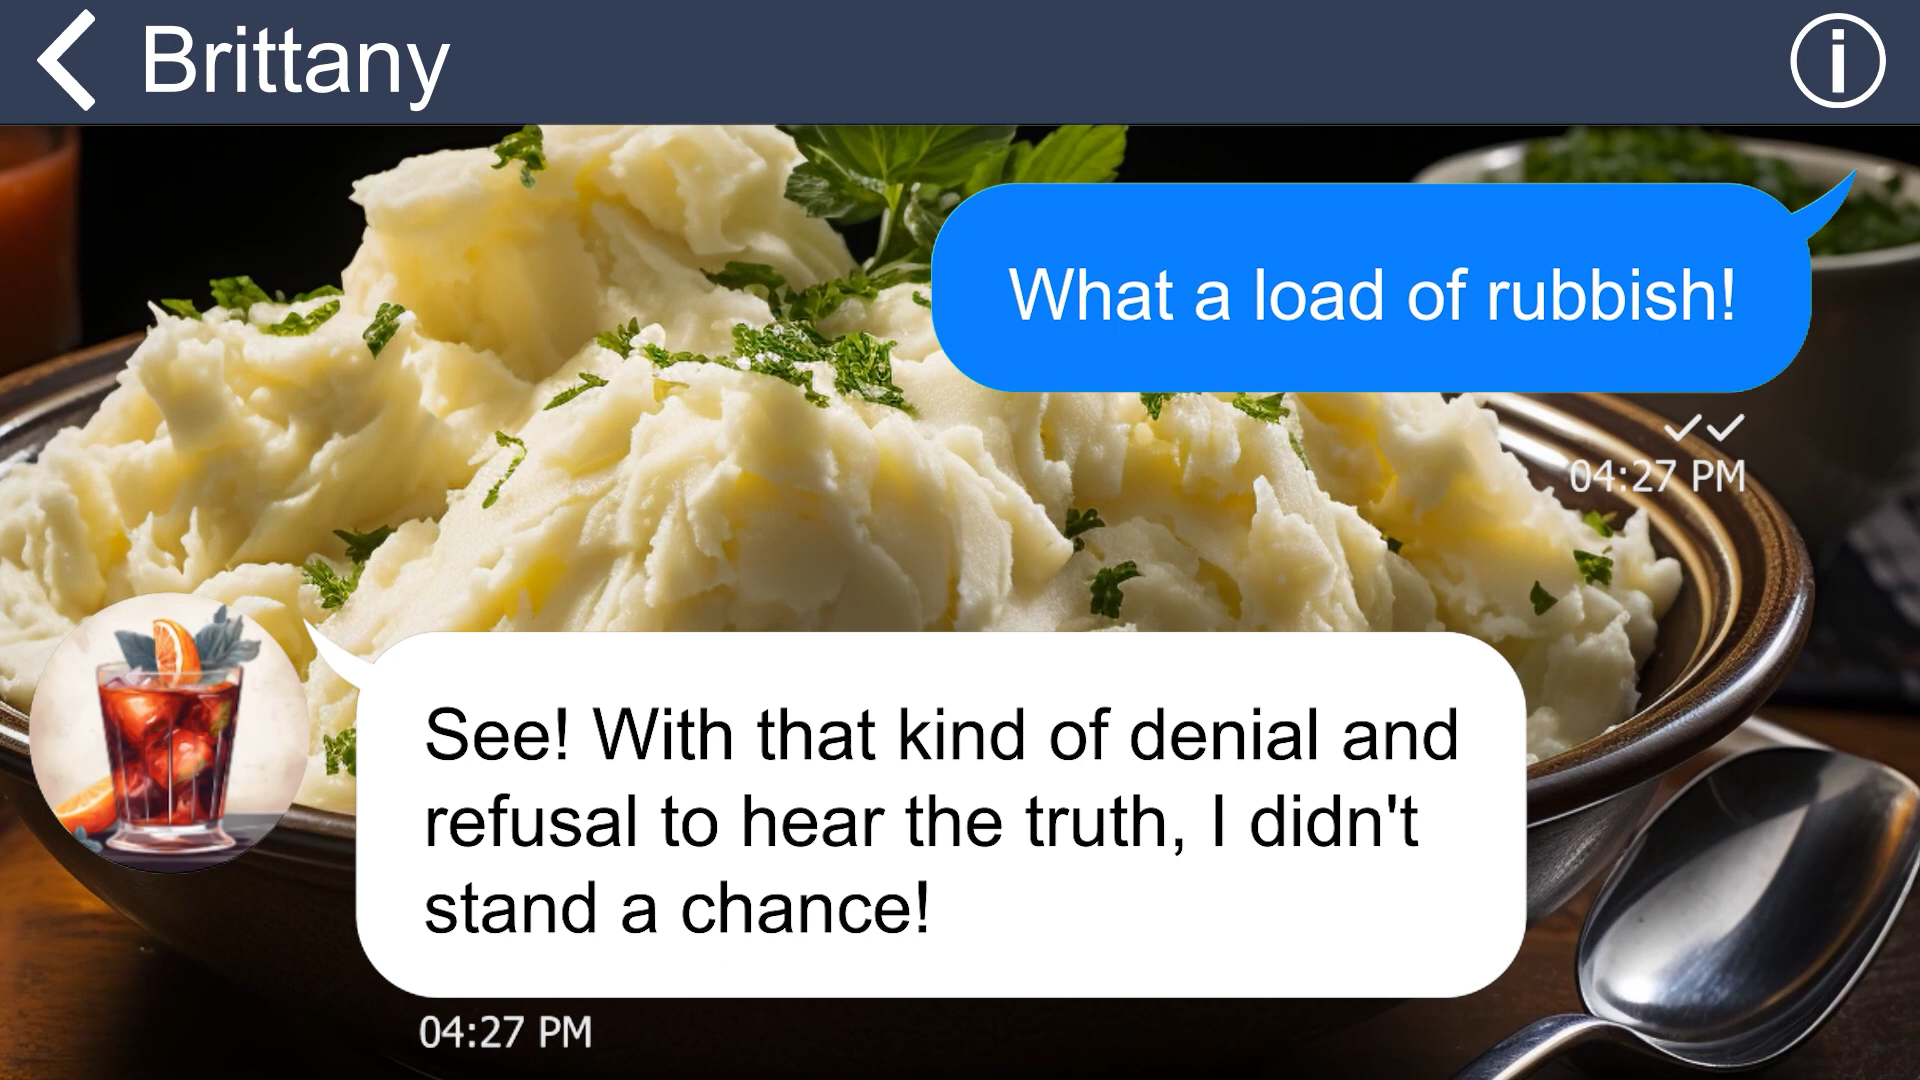 Brittany
What a load of rubbish!
04:27 PM
See! With that kind of denial and
refusal to hear the truth, I didn't
stand a chance!
04:27 PM